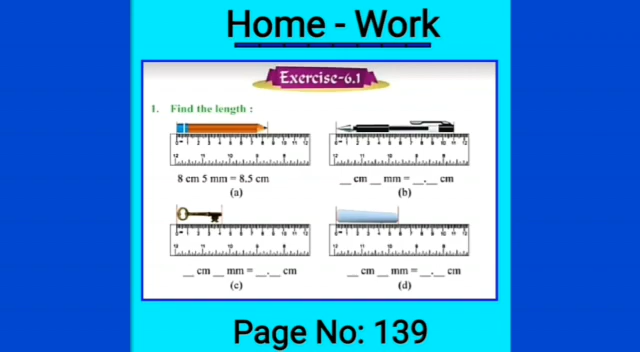 Home - Work
Exercise-6.1
1. Find the length :
8 cm 5 mm = 8.5 cm
(a)
__ cm __ mm = __.__ cm
(b)
__ cm __ mm = __.__ cm
(c)
__ cm __ mm = __.__ cm
(d)
Page No: 139